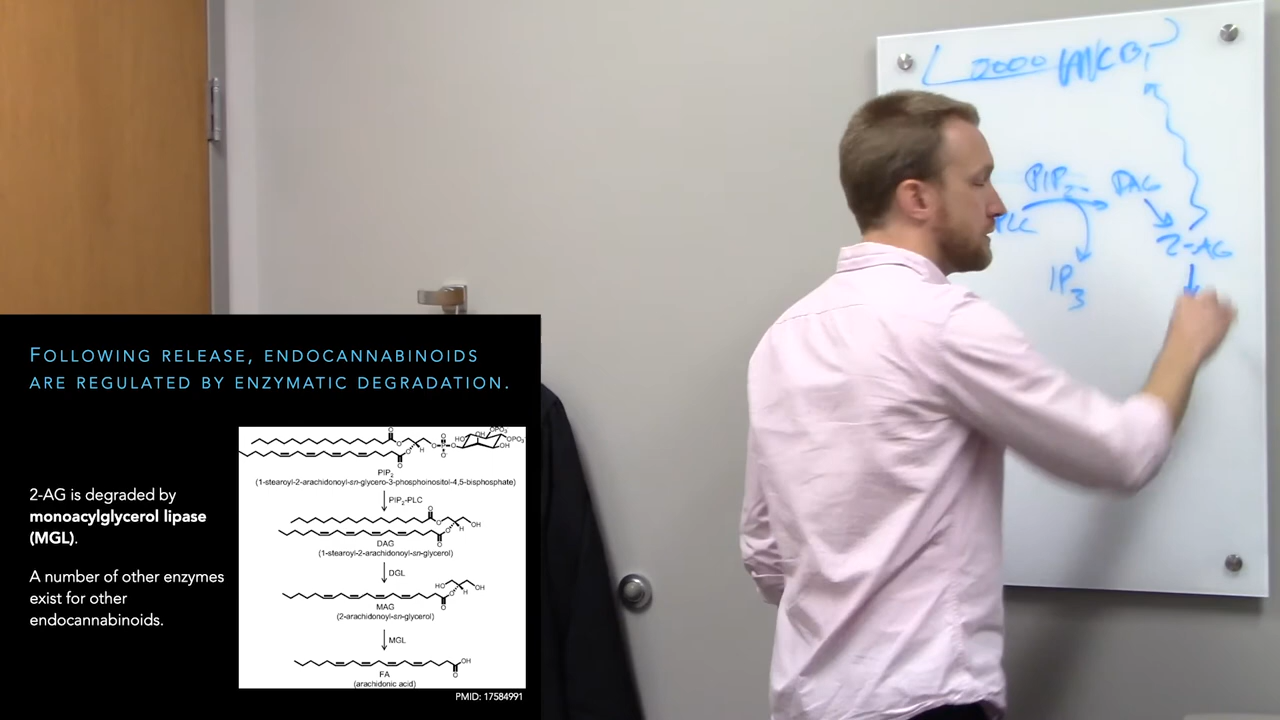 2000 [A]/CB1
PIP2
DAG
PLC
2-AG
IP3
FOLLOWING RELEASE, ENDOCANNABINOIDS
ARE REGULATED BY ENZYMATIC DEGRADATION.
2-AG is degraded by
monoacylglycerol lipase
(MGL).
A number of other enzymes
exist for other
endocannabinoids.
PIP2
(1-stearoyl-2-arachidonoyl-sn-glycero-3-phosphoinositol-4,5-bisphosphate)
PIP2-PLC
DAG
(1-stearoyl-2-arachidonoyl-sn-glycerol)
DGL
MAG
(2-arachidonoyl-sn-glycerol)
MGL
FA
(arachidonic acid)
PMID: 17584991